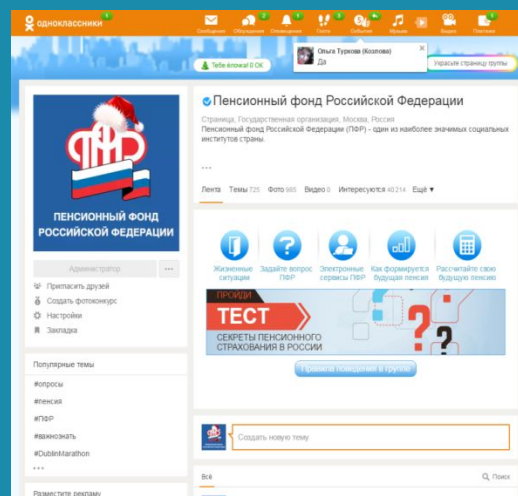 одноклассники
Сообщения Обсуждения Оповещения Гости События Музыка Видео Платежи
Ольга Туркова (Козлова)
Да
Тебе ёлочка! 0 ОК
Украсьте страницу группы
Пенсионный фонд Российской Федерации
Страница, Государственная организация, Москва, Россия
Пенсионный фонд Российской Федерации (ПФР) - один из наиболее значимых социальных
институтов страны.
...
Лента Темы 725 Фото 965 Видео 0 Интересуются 40 214 Ещё ▼
ПЕНСИОННЫЙ ФОНД
РОССИЙСКОЙ ФЕДЕРАЦИИ
Администратор ...
Пригласить друзей
Создать фотоконкурс
Настройки
Закладка
Жизненные Задайте вопрос Электронные Как формируется Рассчитайте свою
ситуации ПФР сервисы ПФР будущая пенсия будущую пенсию
ПРОЙДИ
ТЕСТ
СЕКРЕТЫ ПЕНСИОННОГО
СТРАХОВАНИЯ В РОССИИ
Правила поведения в группе
Популярные темы
#опросы
#пенсия
#ПФР
#важнознать
#DublinMarathon
...
Создать новую тему
Всё Поиск
Разместите рекламу